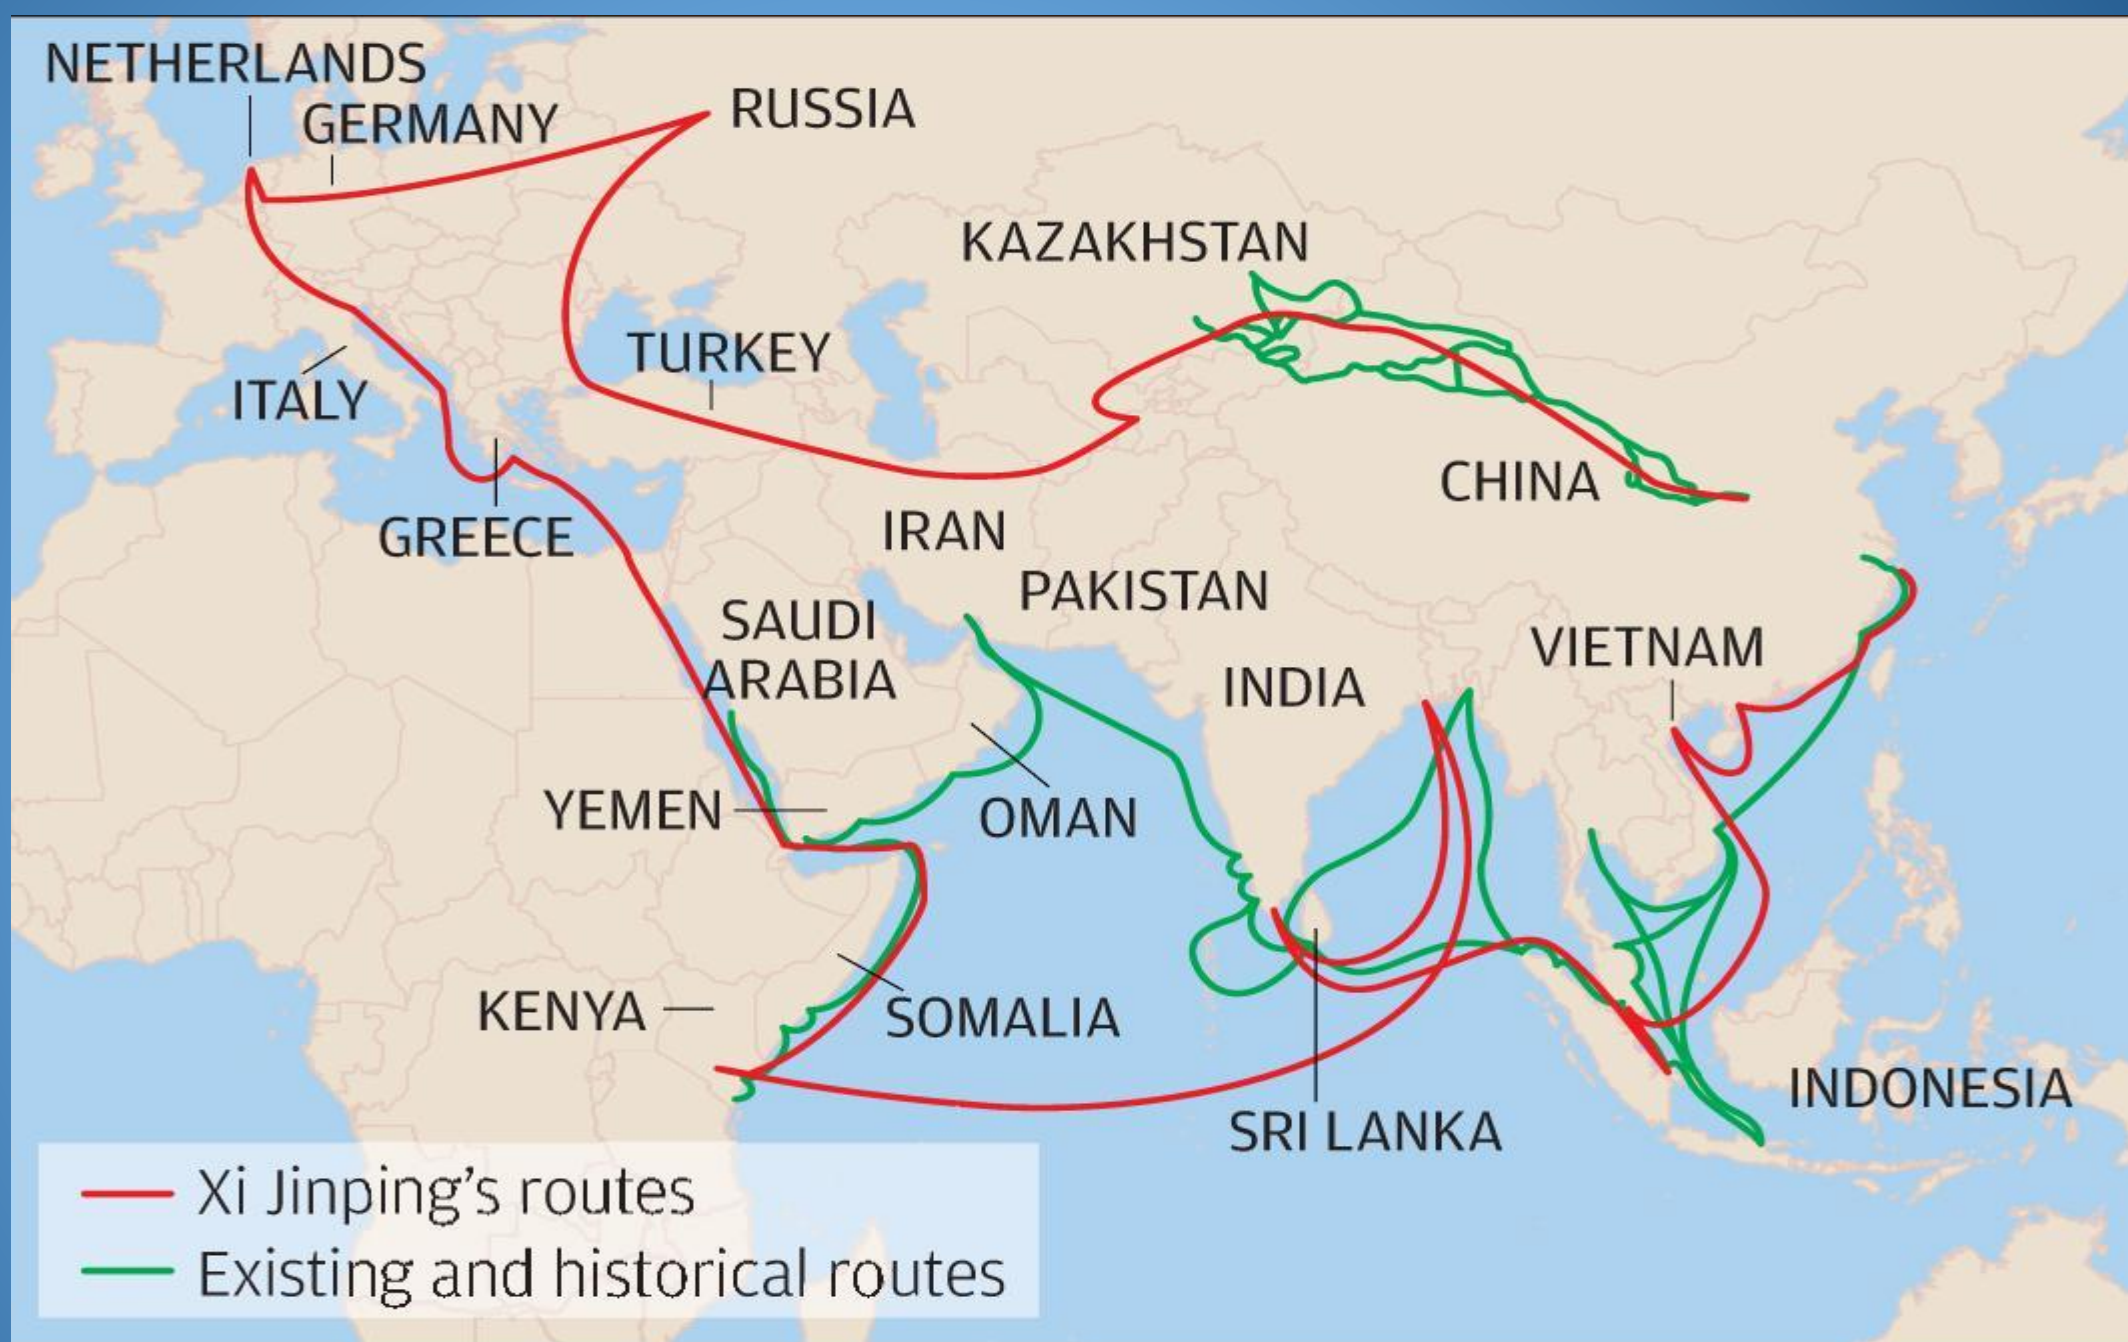 NETHERLANDS
GERMANY
RUSSIA
KAZAKHSTAN
TURKEY
ITALY
CHINA
GREECE
IRAN
PAKISTAN
SAUDI
ARABIA
VIETNAM
INDIA
YEMEN
OMAN
KENYA
SOMALIA
INDONESIA
SRI LANKA
Xi Jinping's routes
Existing and historical routes